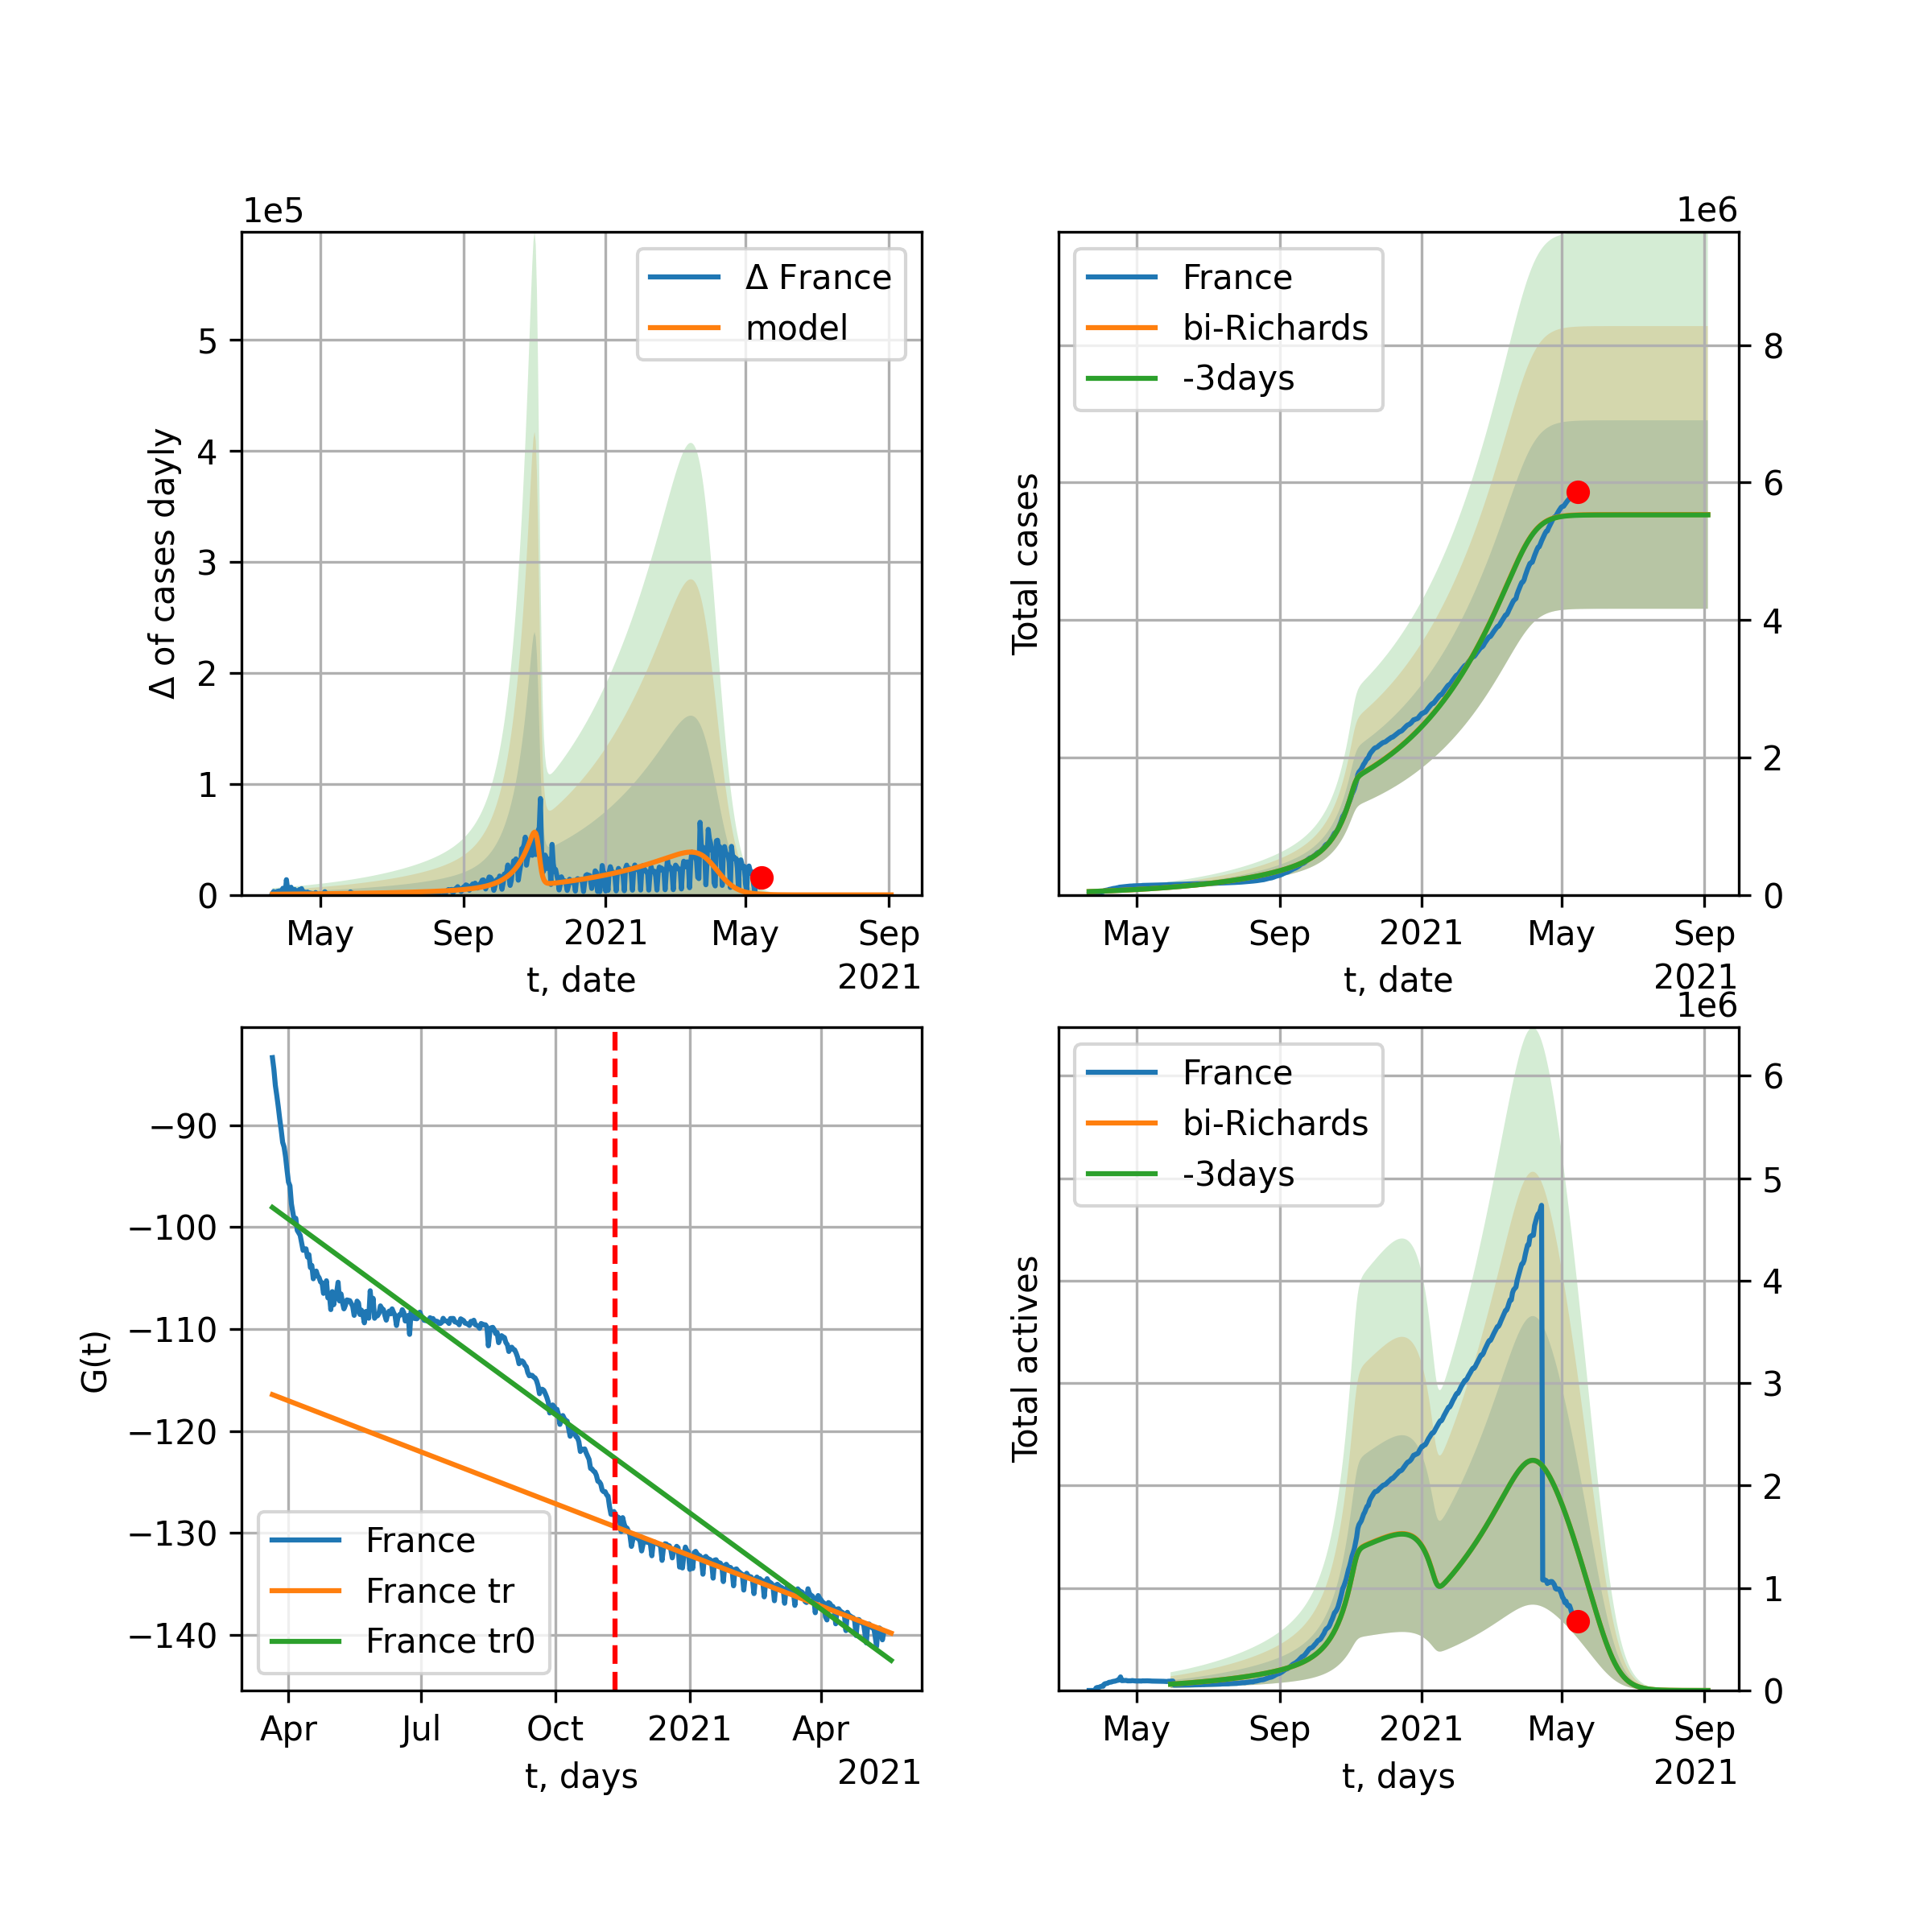 1e5
Δ of cases dayly
5
4
3
2
1
0
Δ France
model
May
Sep
2021
May
Sep
t, date
2021
1e6
Total cases
France
bi-Richards
-3days
8
6
4
2
0
May
Sep
2021
May
Sep
t, date
2021
G(t)
−90
−100
−110
−120
−130
−140
France
France tr
France tr0
Apr
Jul
Oct
2021
Apr
t, days
2021
1e6
Total actives
France
bi-Richards
-3days
6
5
4
3
2
1
0
May
Sep
2021
May
Sep
t, days
2021